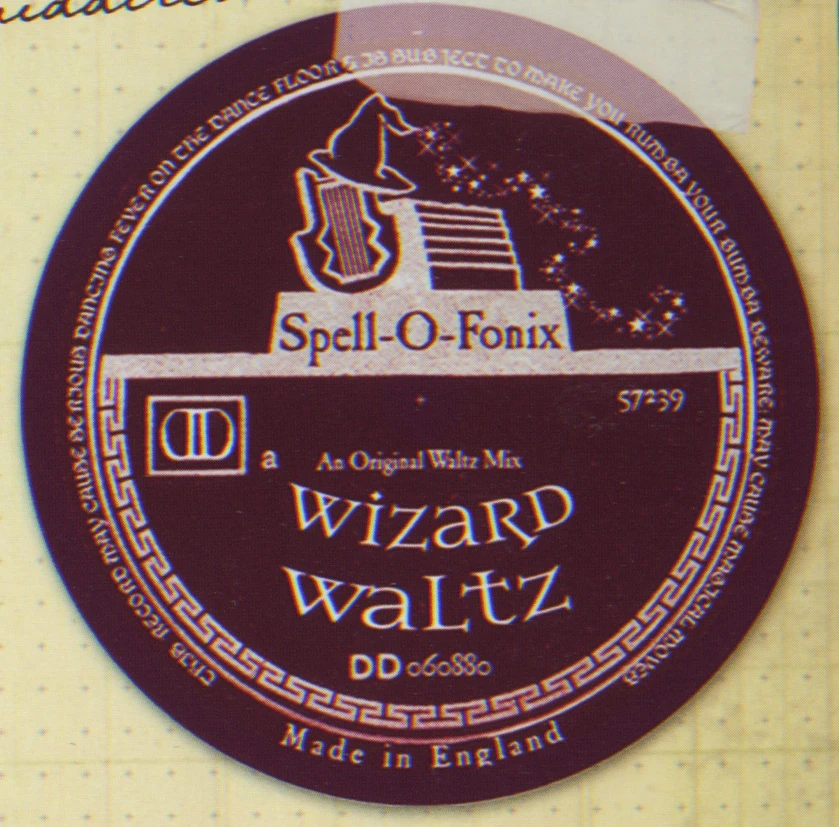 THIS RECORD MAY CAUSE SERIOUS DANCING FEVER ON THE DANCE FLOOR & IS SUBJECT TO MAKE YOU RUMBA YOUR BUMBA BEWARE: MAY CAUSE MAGICAL MOVES
Spell-O-Fonix
57239
a
An Original Waltz Mix
WiZaRD
WaLtZ
DD 060880
Made in England